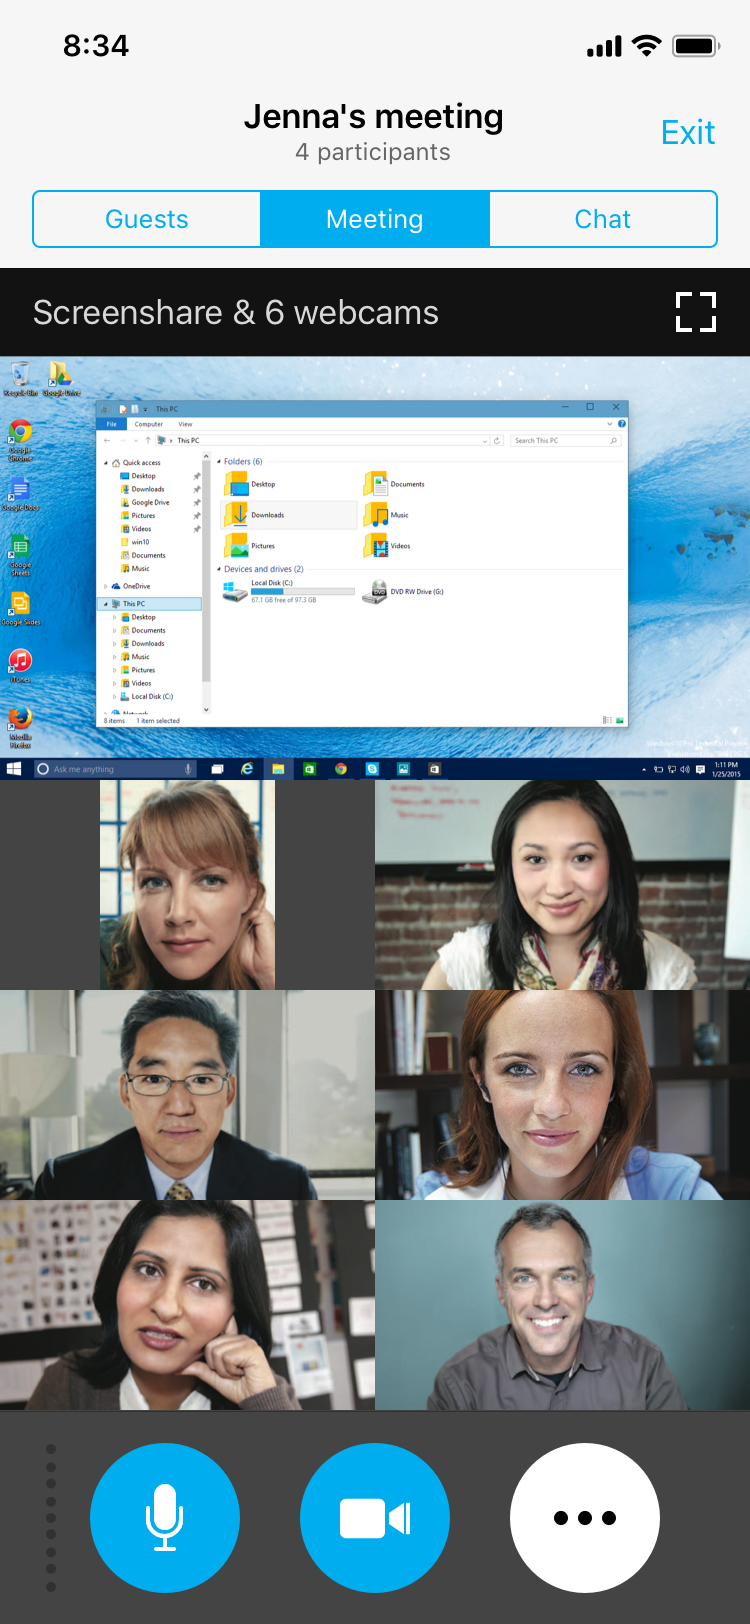 8:34
Jenna's meeting
4 participants
Exit
Guests
Meeting
Chat
Screenshare & 6 webcams
Recycle Bin
Google Drive
Google Chrome
Google Docs
Google Sheets
Google Slides
iTunes
Mozilla Firefox
This PC
File
Computer
View
This PC
Search This PC
Quick access
Desktop
Downloads
Google Drive
Pictures
Videos
win10
Documents
Music
OneDrive
This PC
Desktop
Documents
Downloads
Music
Pictures
Videos
Local Disk (C:)
Network
8 items
1 item selected
Folders (6)
Desktop
Documents
Downloads
Music
Pictures
Videos
Devices and drives (2)
Local Disk (C:)
67.1 GB free of 97.3 GB
DVD RW Drive (G:)
DVD
Ask me anything
1:11 PM
1/25/2015